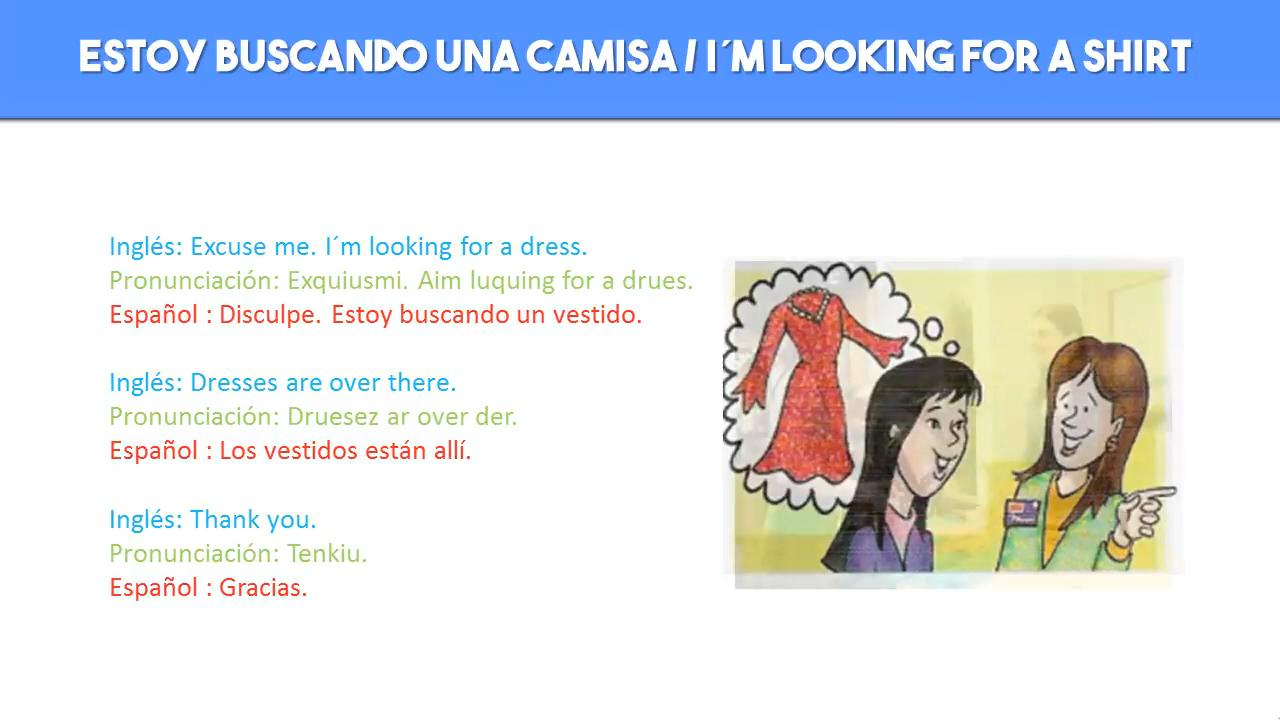 ESTOY BUSCANDO UNA CAMISA / I´M LOOKING FOR A SHIRT
Inglés: Excuse me. I´m looking for a dress.
Pronunciación: Exquiusmi. Aim luquing for a drues.
Español : Disculpe. Estoy buscando un vestido.
Inglés: Dresses are over there.
Pronunciación: Druesez ar over der.
Español : Los vestidos están allí.
Inglés: Thank you.
Pronunciación: Tenkiu.
Español : Gracias.